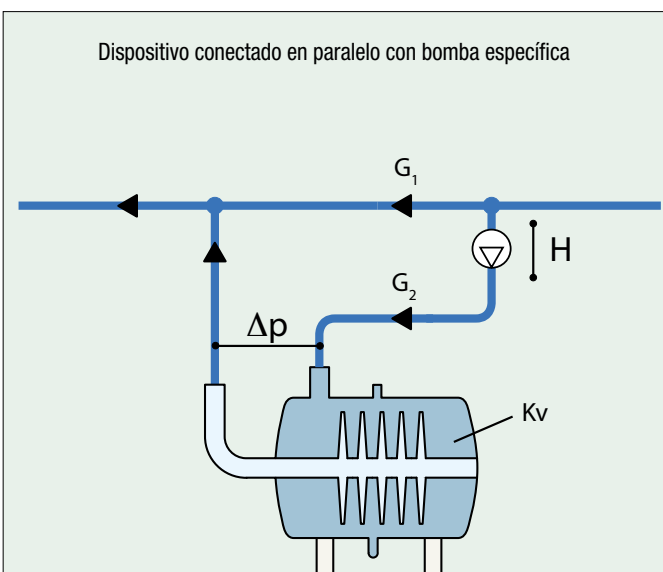 Dispositivo conectado en paralelo con bomba específica
G₁
H
G₂
Δp
Kv